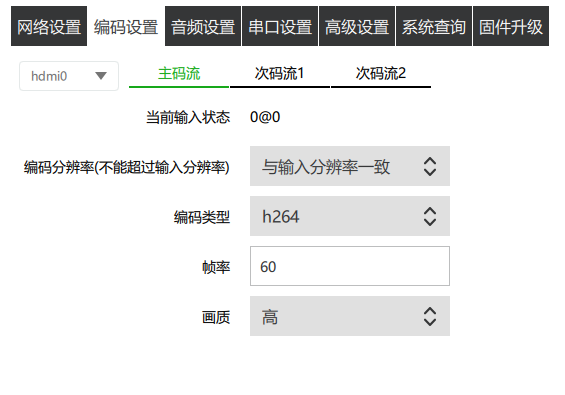 网络设置 编码设置 音频设置 串口设置 高级设置 系统查询 固件升级
hdmi0 主码流 次码流1 次码流2
当前输入状态 0@0
编码分辨率(不能超过输入分辨率) 与输入分辨率一致
编码类型 h264
帧率 60
画质 高